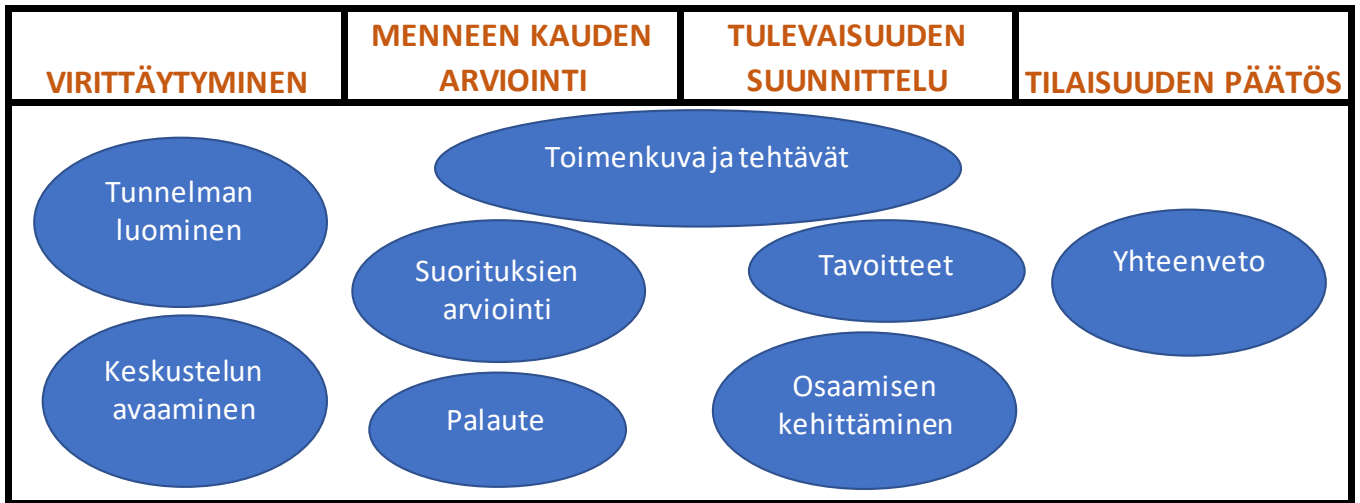 VIRITTÄYTYMINEN
MENNEEN KAUDEN
ARVIOINTI
TULEVAISUUDEN
SUUNNITTELU
TILAISUUDEN PÄÄTÖS
Tunnelman
luominen
Keskustelun
avaaminen
Toimenkuva ja tehtävät
Suorituksien
arviointi
Palaute
Tavoitteet
Osaamisen
kehittäminen
Yhteenveto